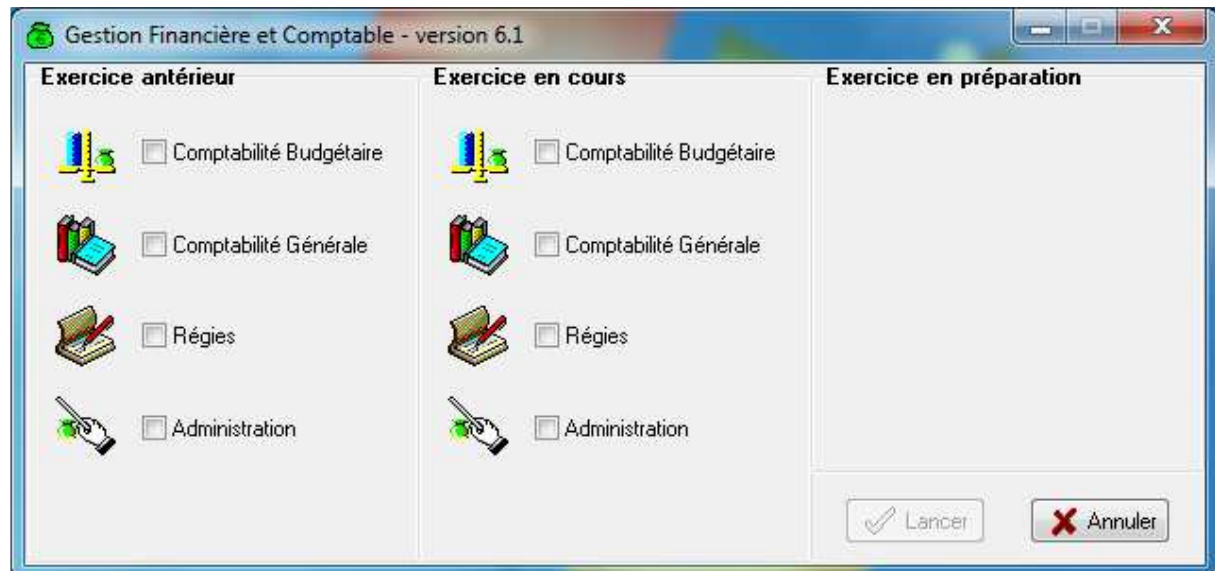 Gestion Financière et Comptable - version 6.1
Exercice antérieur
Comptabilité Budgétaire
Comptabilité Générale
Régies
Administration
Exercice en cours
Comptabilité Budgétaire
Comptabilité Générale
Régies
Administration
Exercice en préparation
Lancer
Annuler